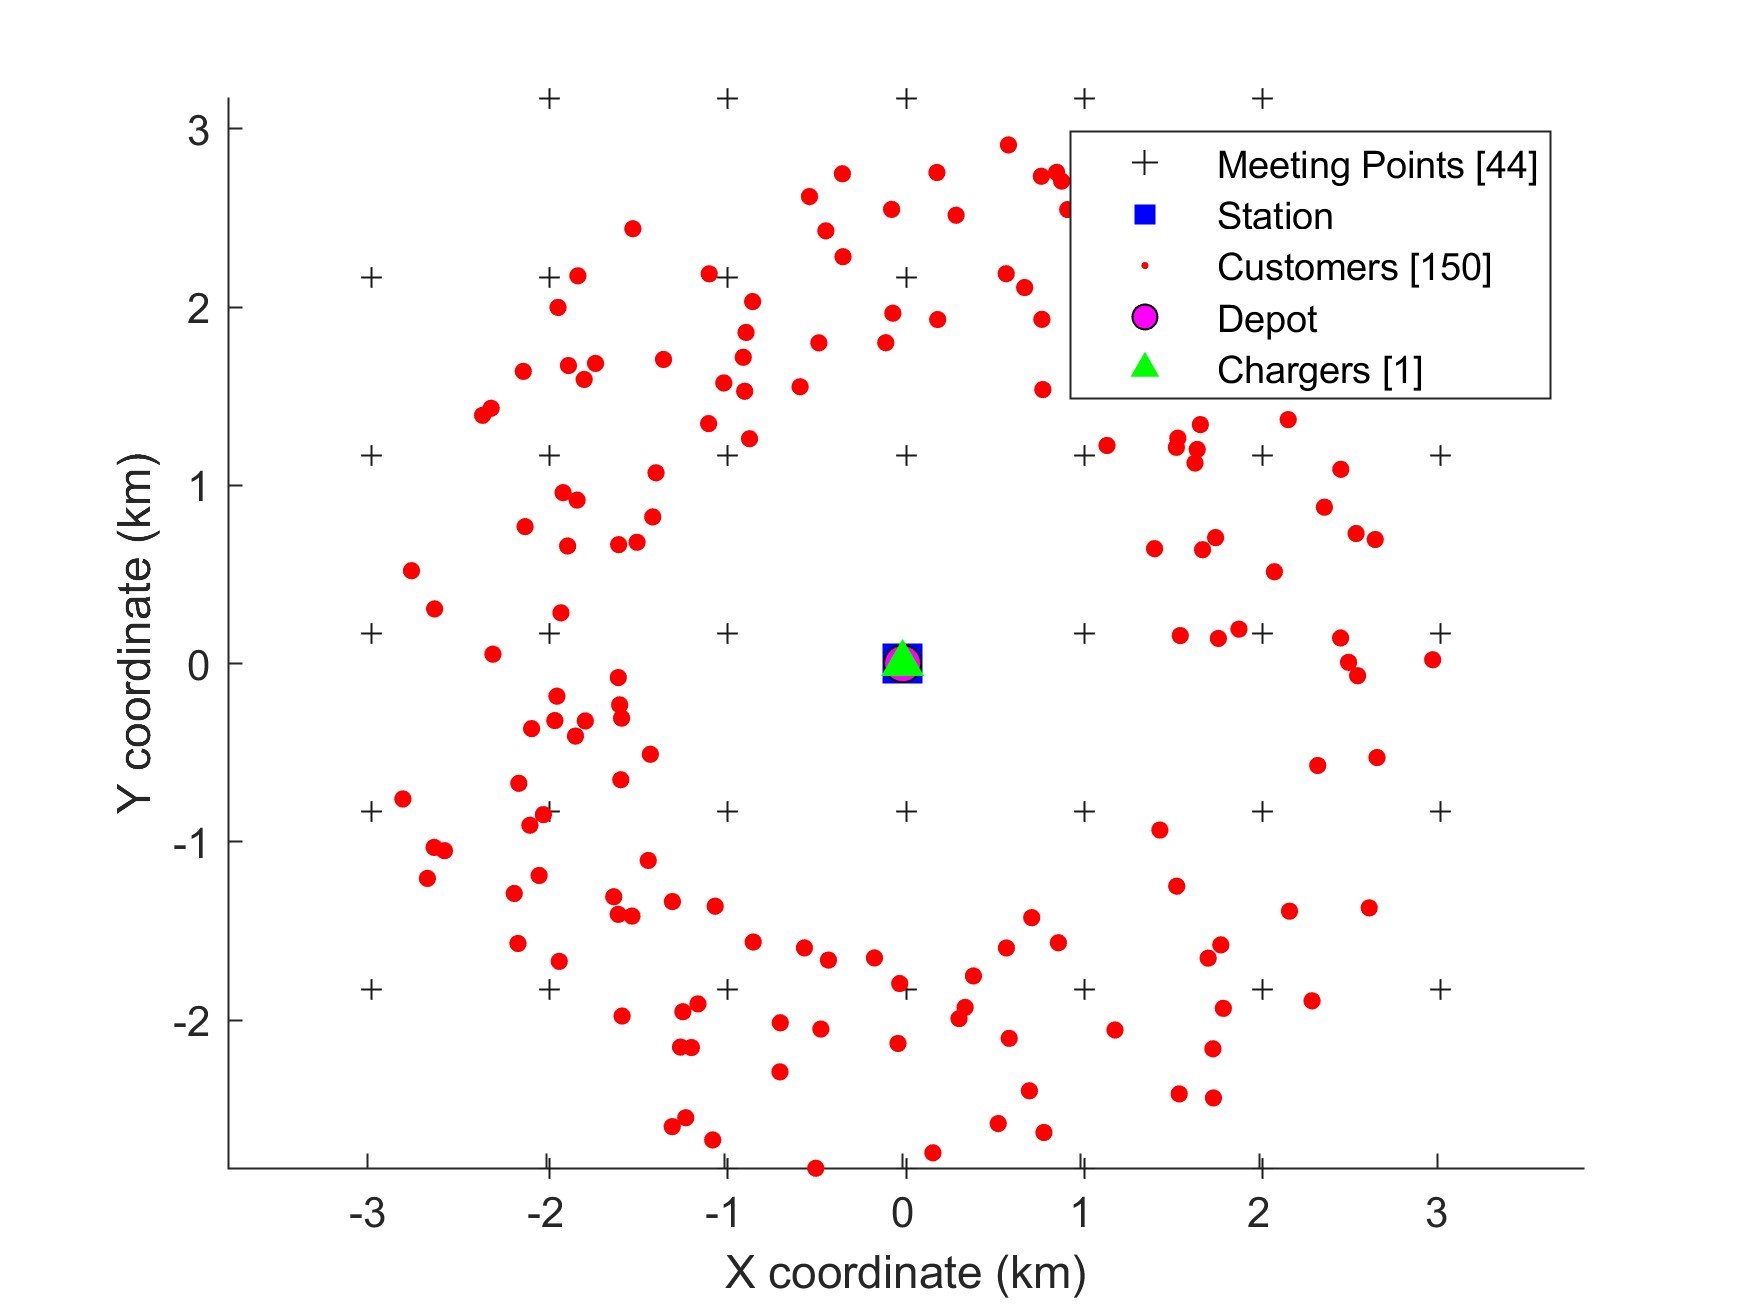 3
2
1
0
-1
-2
Y coordinate (km)
Meeting Points [44]
Station
Customers [150]
Depot
Chargers [1]
-3 -2 -1 0 1 2 3
X coordinate (km)